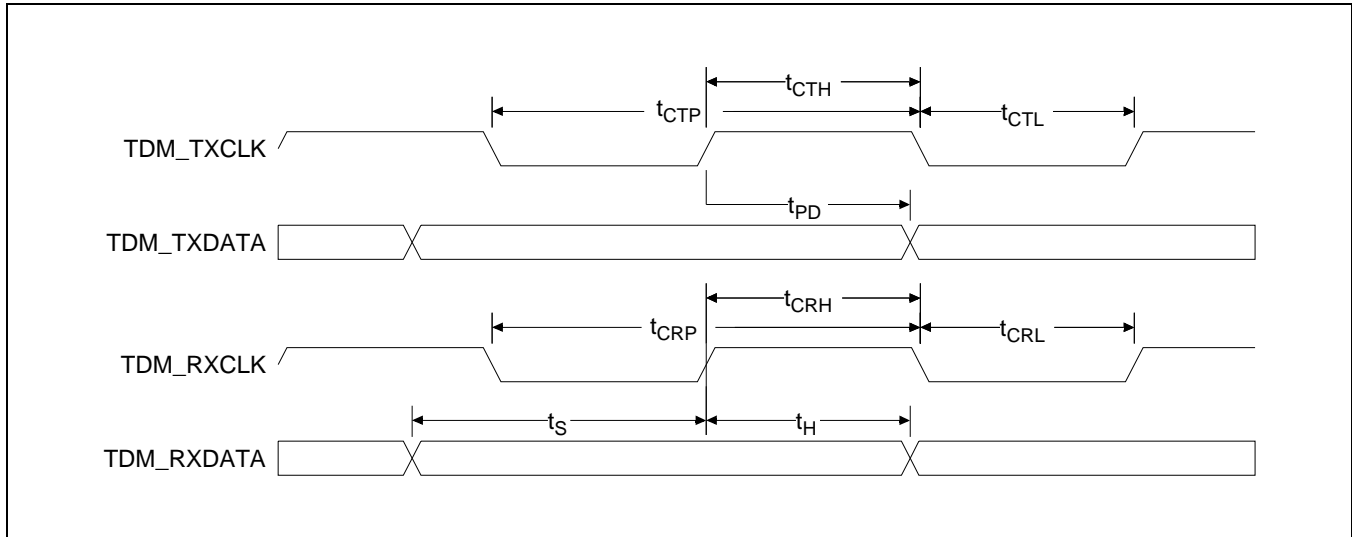 tCTH
tCTP
tCTL
TDM_TXCLK
tPD
TDM_TXDATA
tCRH
tCRP
tCRL
TDM_RXCLK
tS
tH
TDM_RXDATA